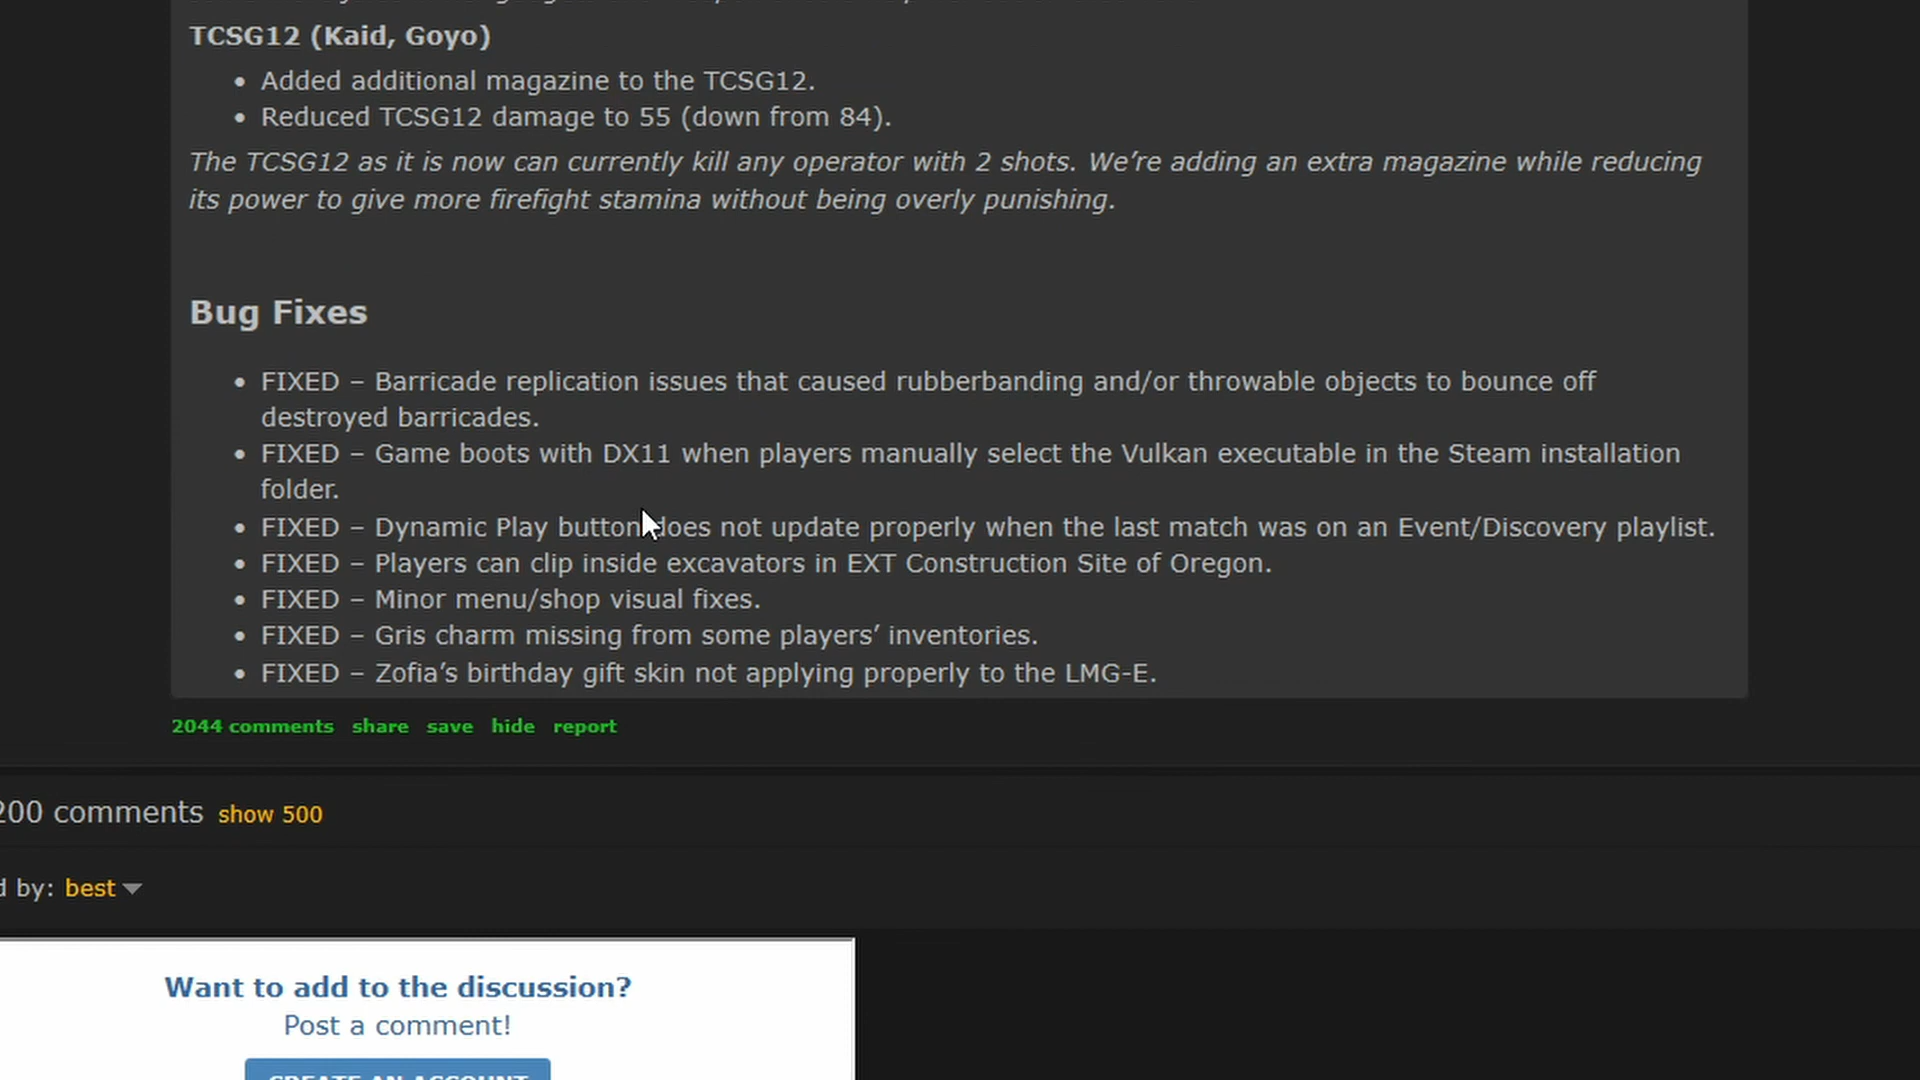 TCSG12 (Kaid, Goyo)
• Added additional magazine to the TCSG12.
• Reduced TCSG12 damage to 55 (down from 84).
The TCSG12 as it is now can currently kill any operator with 2 shots. We’re adding an extra magazine while reducing
its power to give more firefight stamina without being overly punishing.
Bug Fixes
• FIXED – Barricade replication issues that caused rubberbanding and/or throwable objects to bounce off
destroyed barricades.
• FIXED – Game boots with DX11 when players manually select the Vulkan executable in the Steam installation
folder.
• FIXED – Dynamic Play button does not update properly when the last match was on an Event/Discovery playlist.
• FIXED – Players can clip inside excavators in EXT Construction Site of Oregon.
• FIXED – Minor menu/shop visual fixes.
• FIXED – Gris charm missing from some players’ inventories.
• FIXED – Zofia’s birthday gift skin not applying properly to the LMG-E.
2044 comments share save hide report
200 comments show 500
d by: best
Want to add to the discussion?
Post a comment!
CREATE AN ACCOUNT